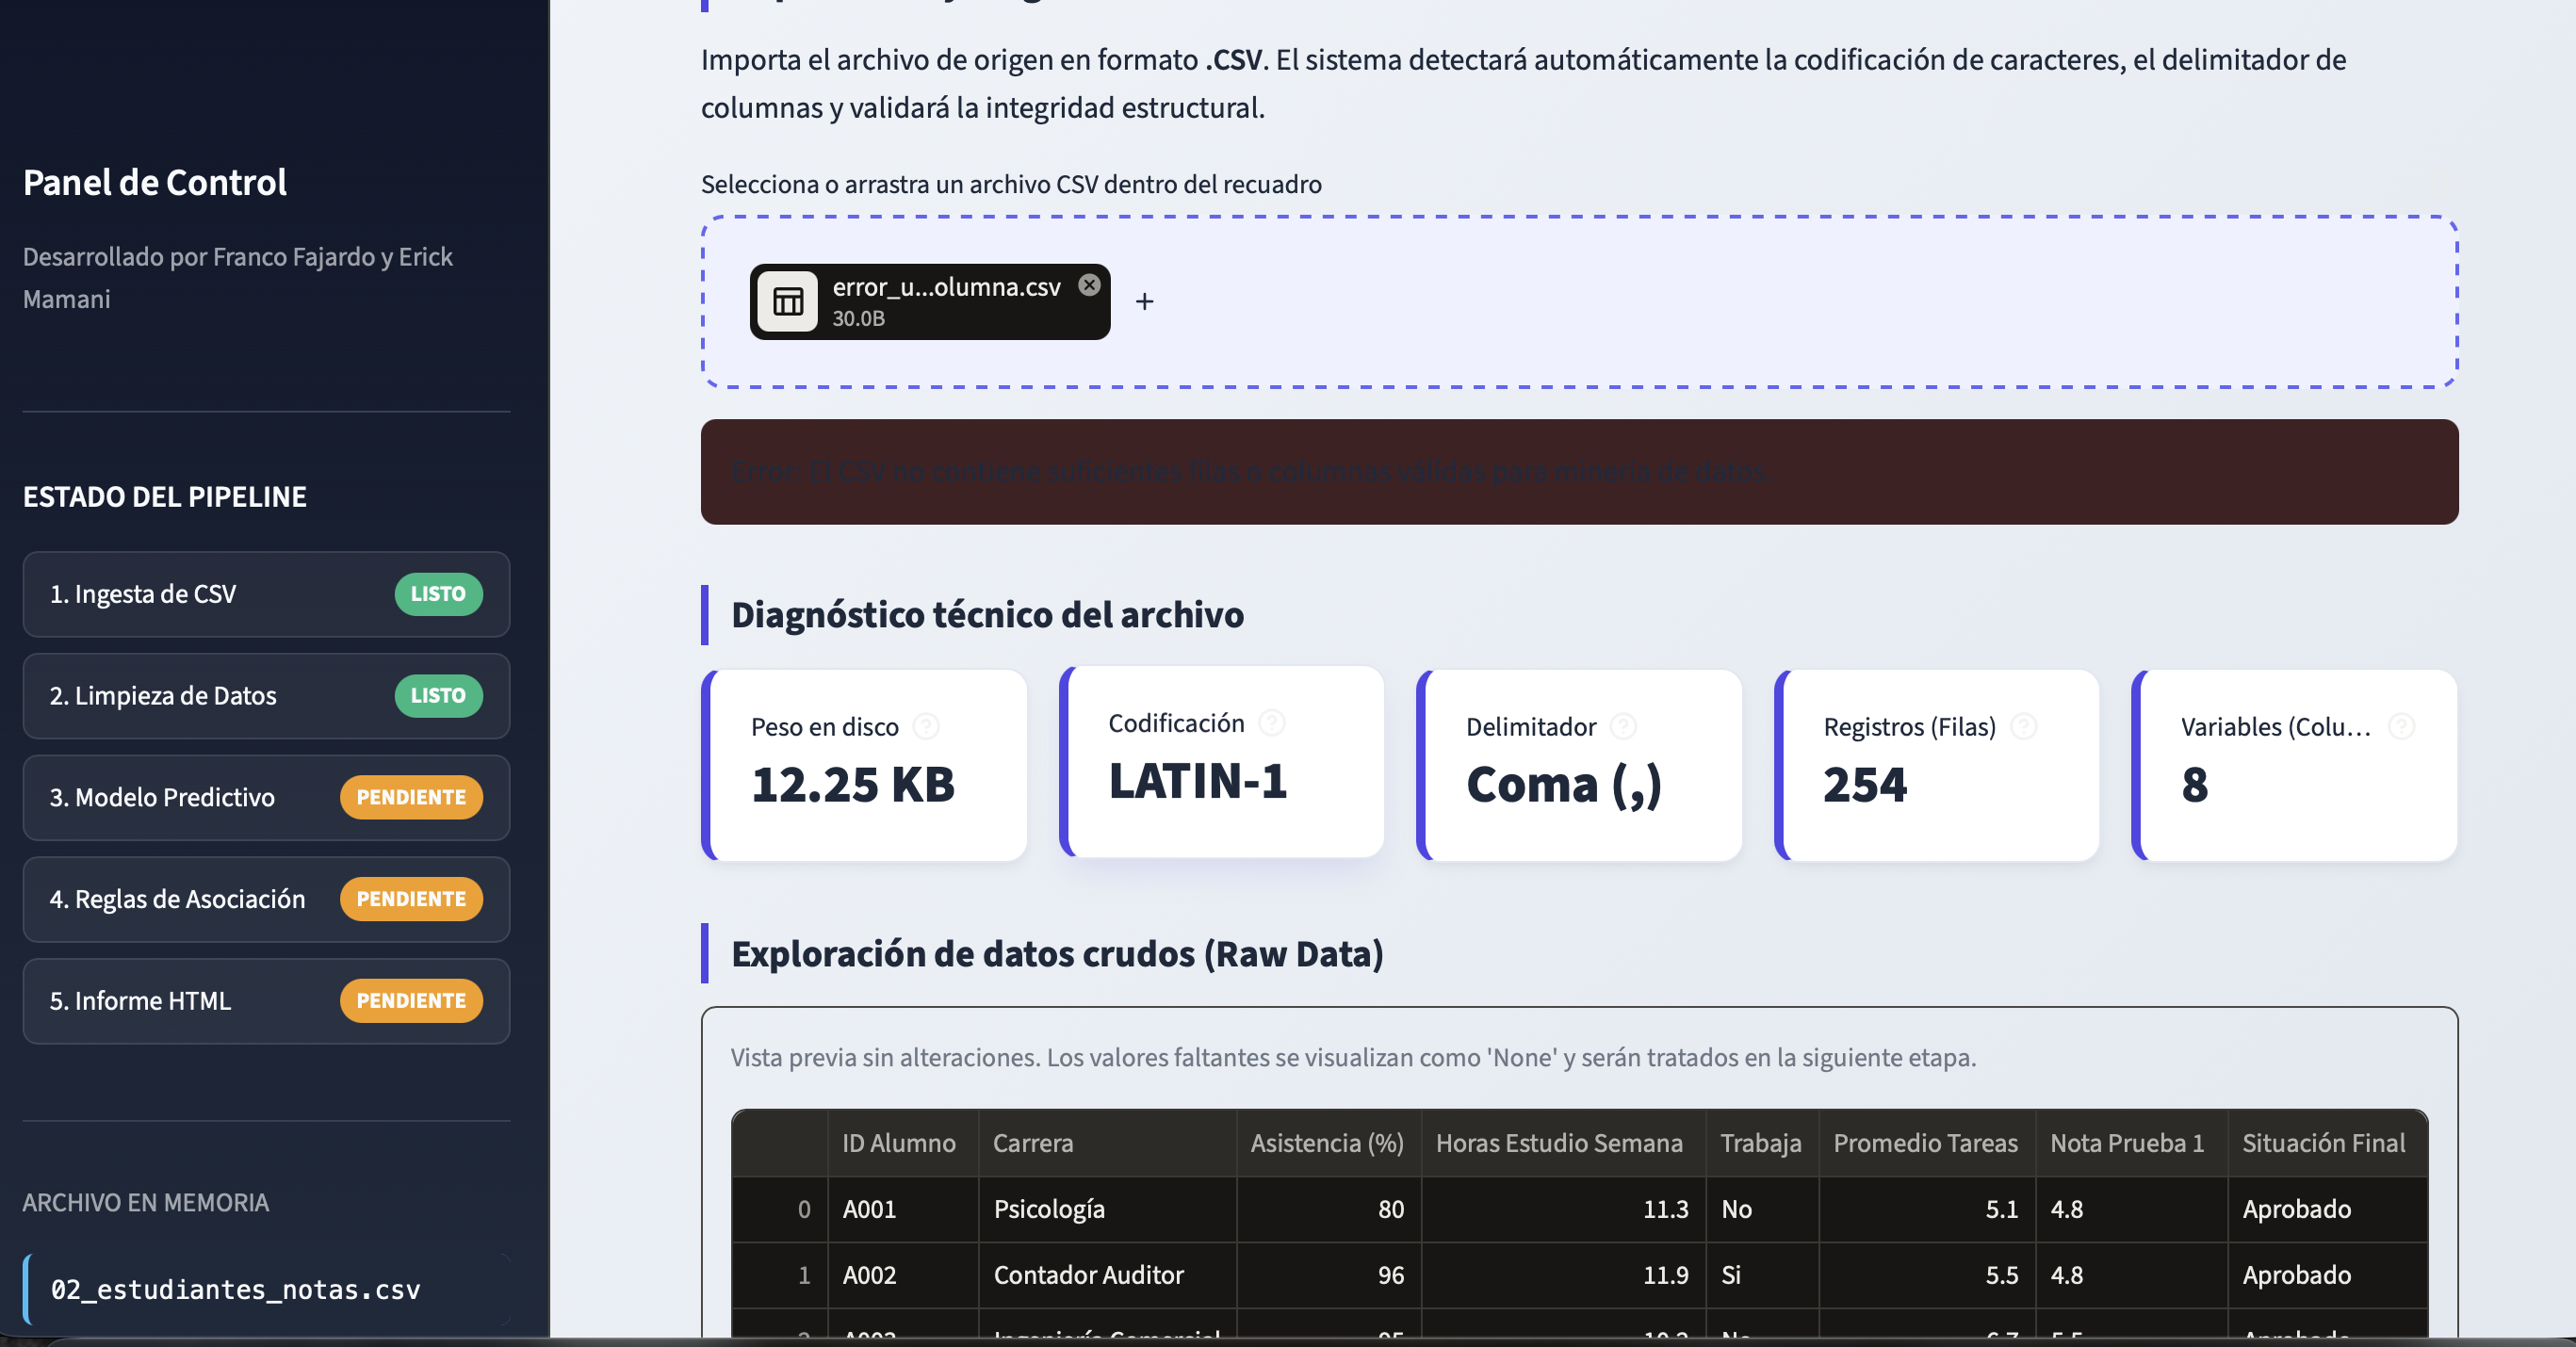 Importa el archivo de origen en formato .CSV. El sistema detectará automáticamente la codificación de caracteres, el delimitador de
columnas y validará la integridad estructural.
Selecciona o arrastra un archivo CSV dentro del recuadro
error_u...olumna.csv
30.0B
Error: El CSV no contiene suficientes filas o columnas válidas para minería de datos.
Diagnóstico técnico del archivo
Peso en disco
12.25 KB
Codificación
LATIN-1
Delimitador
Coma (,)
Registros (Filas)
254
Variables (Colu...
8
Exploración de datos crudos (Raw Data)
Vista previa sin alteraciones. Los valores faltantes se visualizan como 'None' y serán tratados en la siguiente etapa.
ID Alumno Carrera Asistencia (%) Horas Estudio Semana Trabaja Promedio Tareas Nota Prueba 1 Situación Final
0 A001 Psicología 80 11.3 No 5.1 4.8 Aprobado
1 A002 Contador Auditor 96 11.9 Si 5.5 4.8 Aprobado
Panel de Control
Desarrollado por Franco Fajardo y Erick
Mamani
ESTADO DEL PIPELINE
1. Ingesta de CSV LISTO
2. Limpieza de Datos LISTO
3. Modelo Predictivo PENDIENTE
4. Reglas de Asociación PENDIENTE
5. Informe HTML PENDIENTE
ARCHIVO EN MEMORIA
02_estudiantes_notas.csv